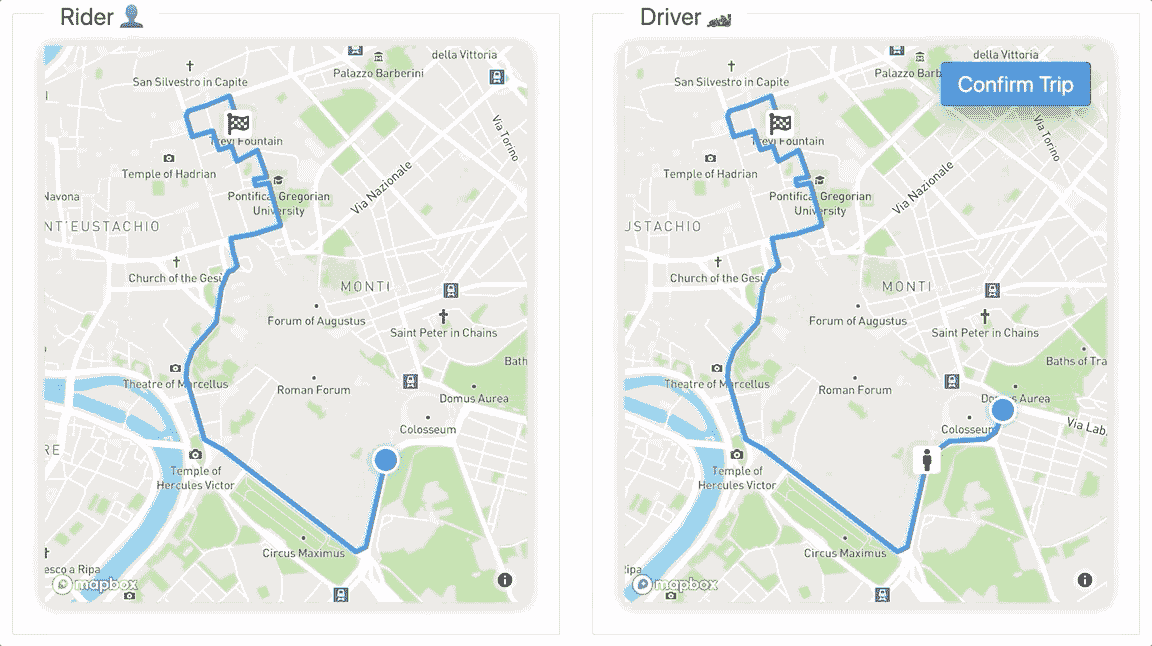 Rider
della Vittoria
Palazzo Barberini
San Silvestro in Capite
Via Torino
Trevi Fountain
Temple of Hadrian
Via Nazionale
Navona
Pontifical Gregorian
University
NT'EUSTACHIO
Church of the Gesù
MONTI
Forum of Augustus
Saint Peter in Chains
Bath
Theatre of Marcellus
Roman Forum
Domus Aurea
Colosseum
RE
Temple of
Hercules Victor
Circus Maximus
esco a Ripa
mapbox
Driver
della Vittoria
Palazzo Barb
Confirm Trip
San Silvestro in Capite
Via Torino
Trevi Fountain
Temple of Hadrian
Via Nazionale
Pontifical Gregorian
University
USTACHIO
Church of the Gesù
MONTI
Forum of Augustus
Saint Peter in Chains
Baths of Tra
Theatre of Marcellus
Roman Forum
Domus Aurea
Colosseum
Via Lab
Temple of
Hercules Victor
Circus Maximus
Ripa
mapbox